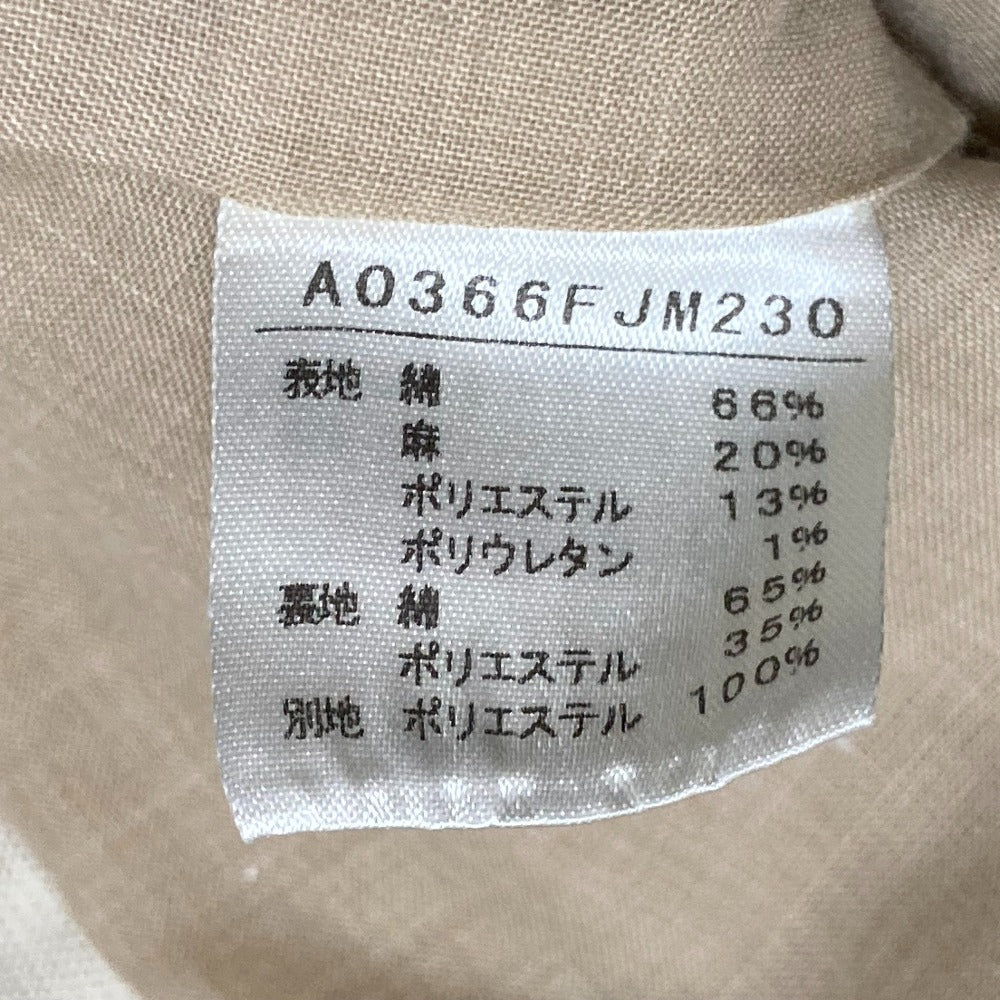 A0366FJM230
表地 綿 66%
麻 20%
ポリエステル 13%
ポリウレタン 1%
裏地 綿 65%
ポリエステル 35%
別地 ポリエステル 100%